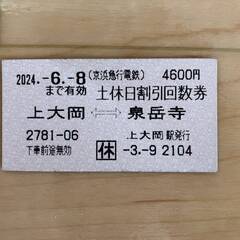 2024.-6.-8(京浜急行電鉄) 4600円
まで有効 土休日割引回数券
上大岡 ⟷ 泉岳寺
2781-06 上大岡駅発行
下車前途無効 休 -3.-9 2104